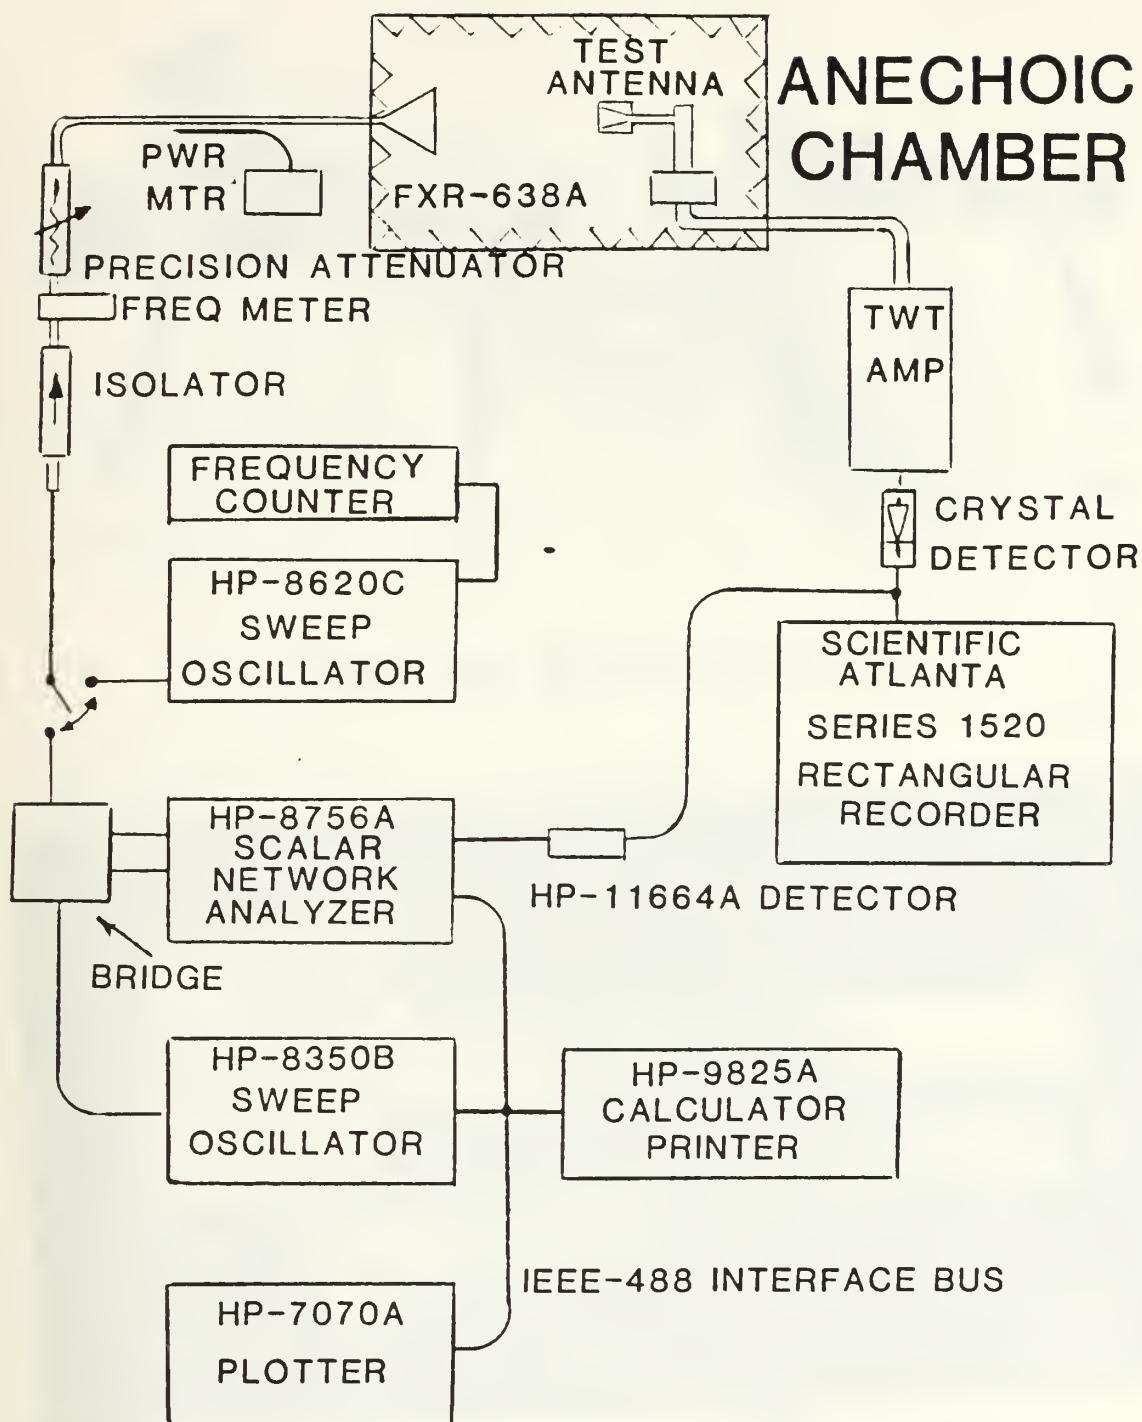 TEST
ANTENNA
ANECHOIC
CHAMBER
PWR
MTR
FXR-638A
PRECISION ATTENUATOR
FREQ METER
ISOLATOR
TWT
AMP
FREQUENCY
COUNTER
CRYSTAL
DETECTOR
HP-8620C
SWEEP
OSCILLATOR
SCIENTIFIC
ATLANTA
SERIES 1520
RECTANGULAR
RECORDER
HP-8756A
SCALAR
NETWORK
ANALYZER
HP-11664A DETECTOR
BRIDGE
HP-8350B
SWEEP
OSCILLATOR
HP-9825A
CALCULATOR
PRINTER
IEEE-488 INTERFACE BUS
HP-7070A
PLOTTER